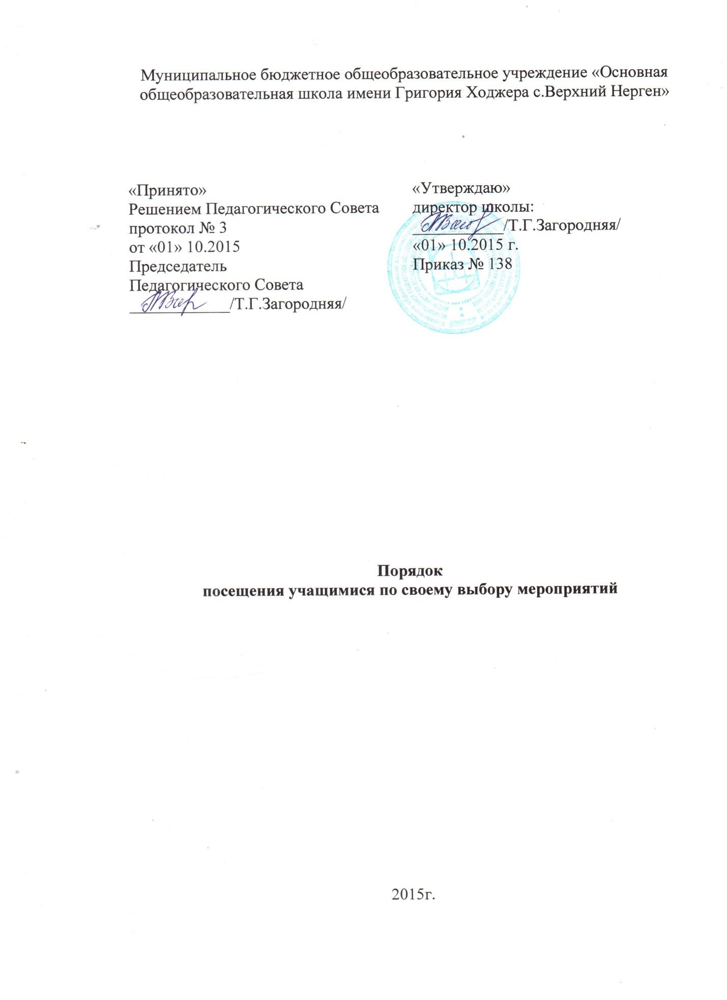 Муниципальное бюджетное общеобразовательное учреждение «Основная
общеобразовательная школа имени Григория Ходжера с.Верхний Нерген»
«Принято»
Решением Педагогического Совета
протокол № 3
от «01» 10.2015
Председатель
Педагогического Совета
/Т.Г.Загородняя/
«Утверждаю»
директор школы:
/Т.Г.Загородняя/
«01» 10.2015 г.
Приказ № 138
Порядок
посещения учащимися по своему выбору мероприятий
2015г.